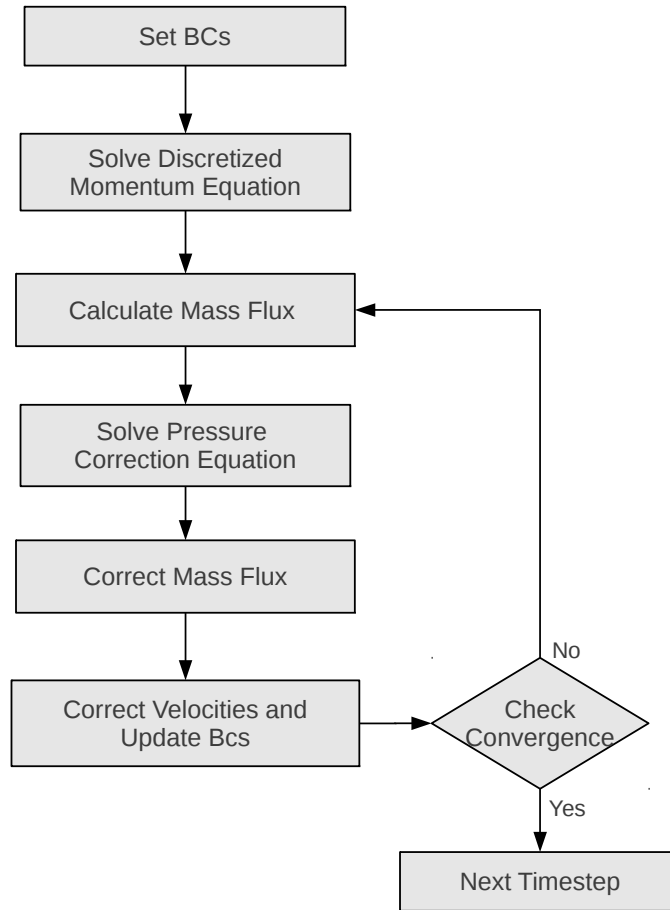 Set BCs
Solve Discretized
Momentum Equation
Calculate Mass Flux
Solve Pressure
Correction Equation
Correct Mass Flux
Correct Velocities and
Update Bcs
No
Check
Convergence
Yes
Next Timestep